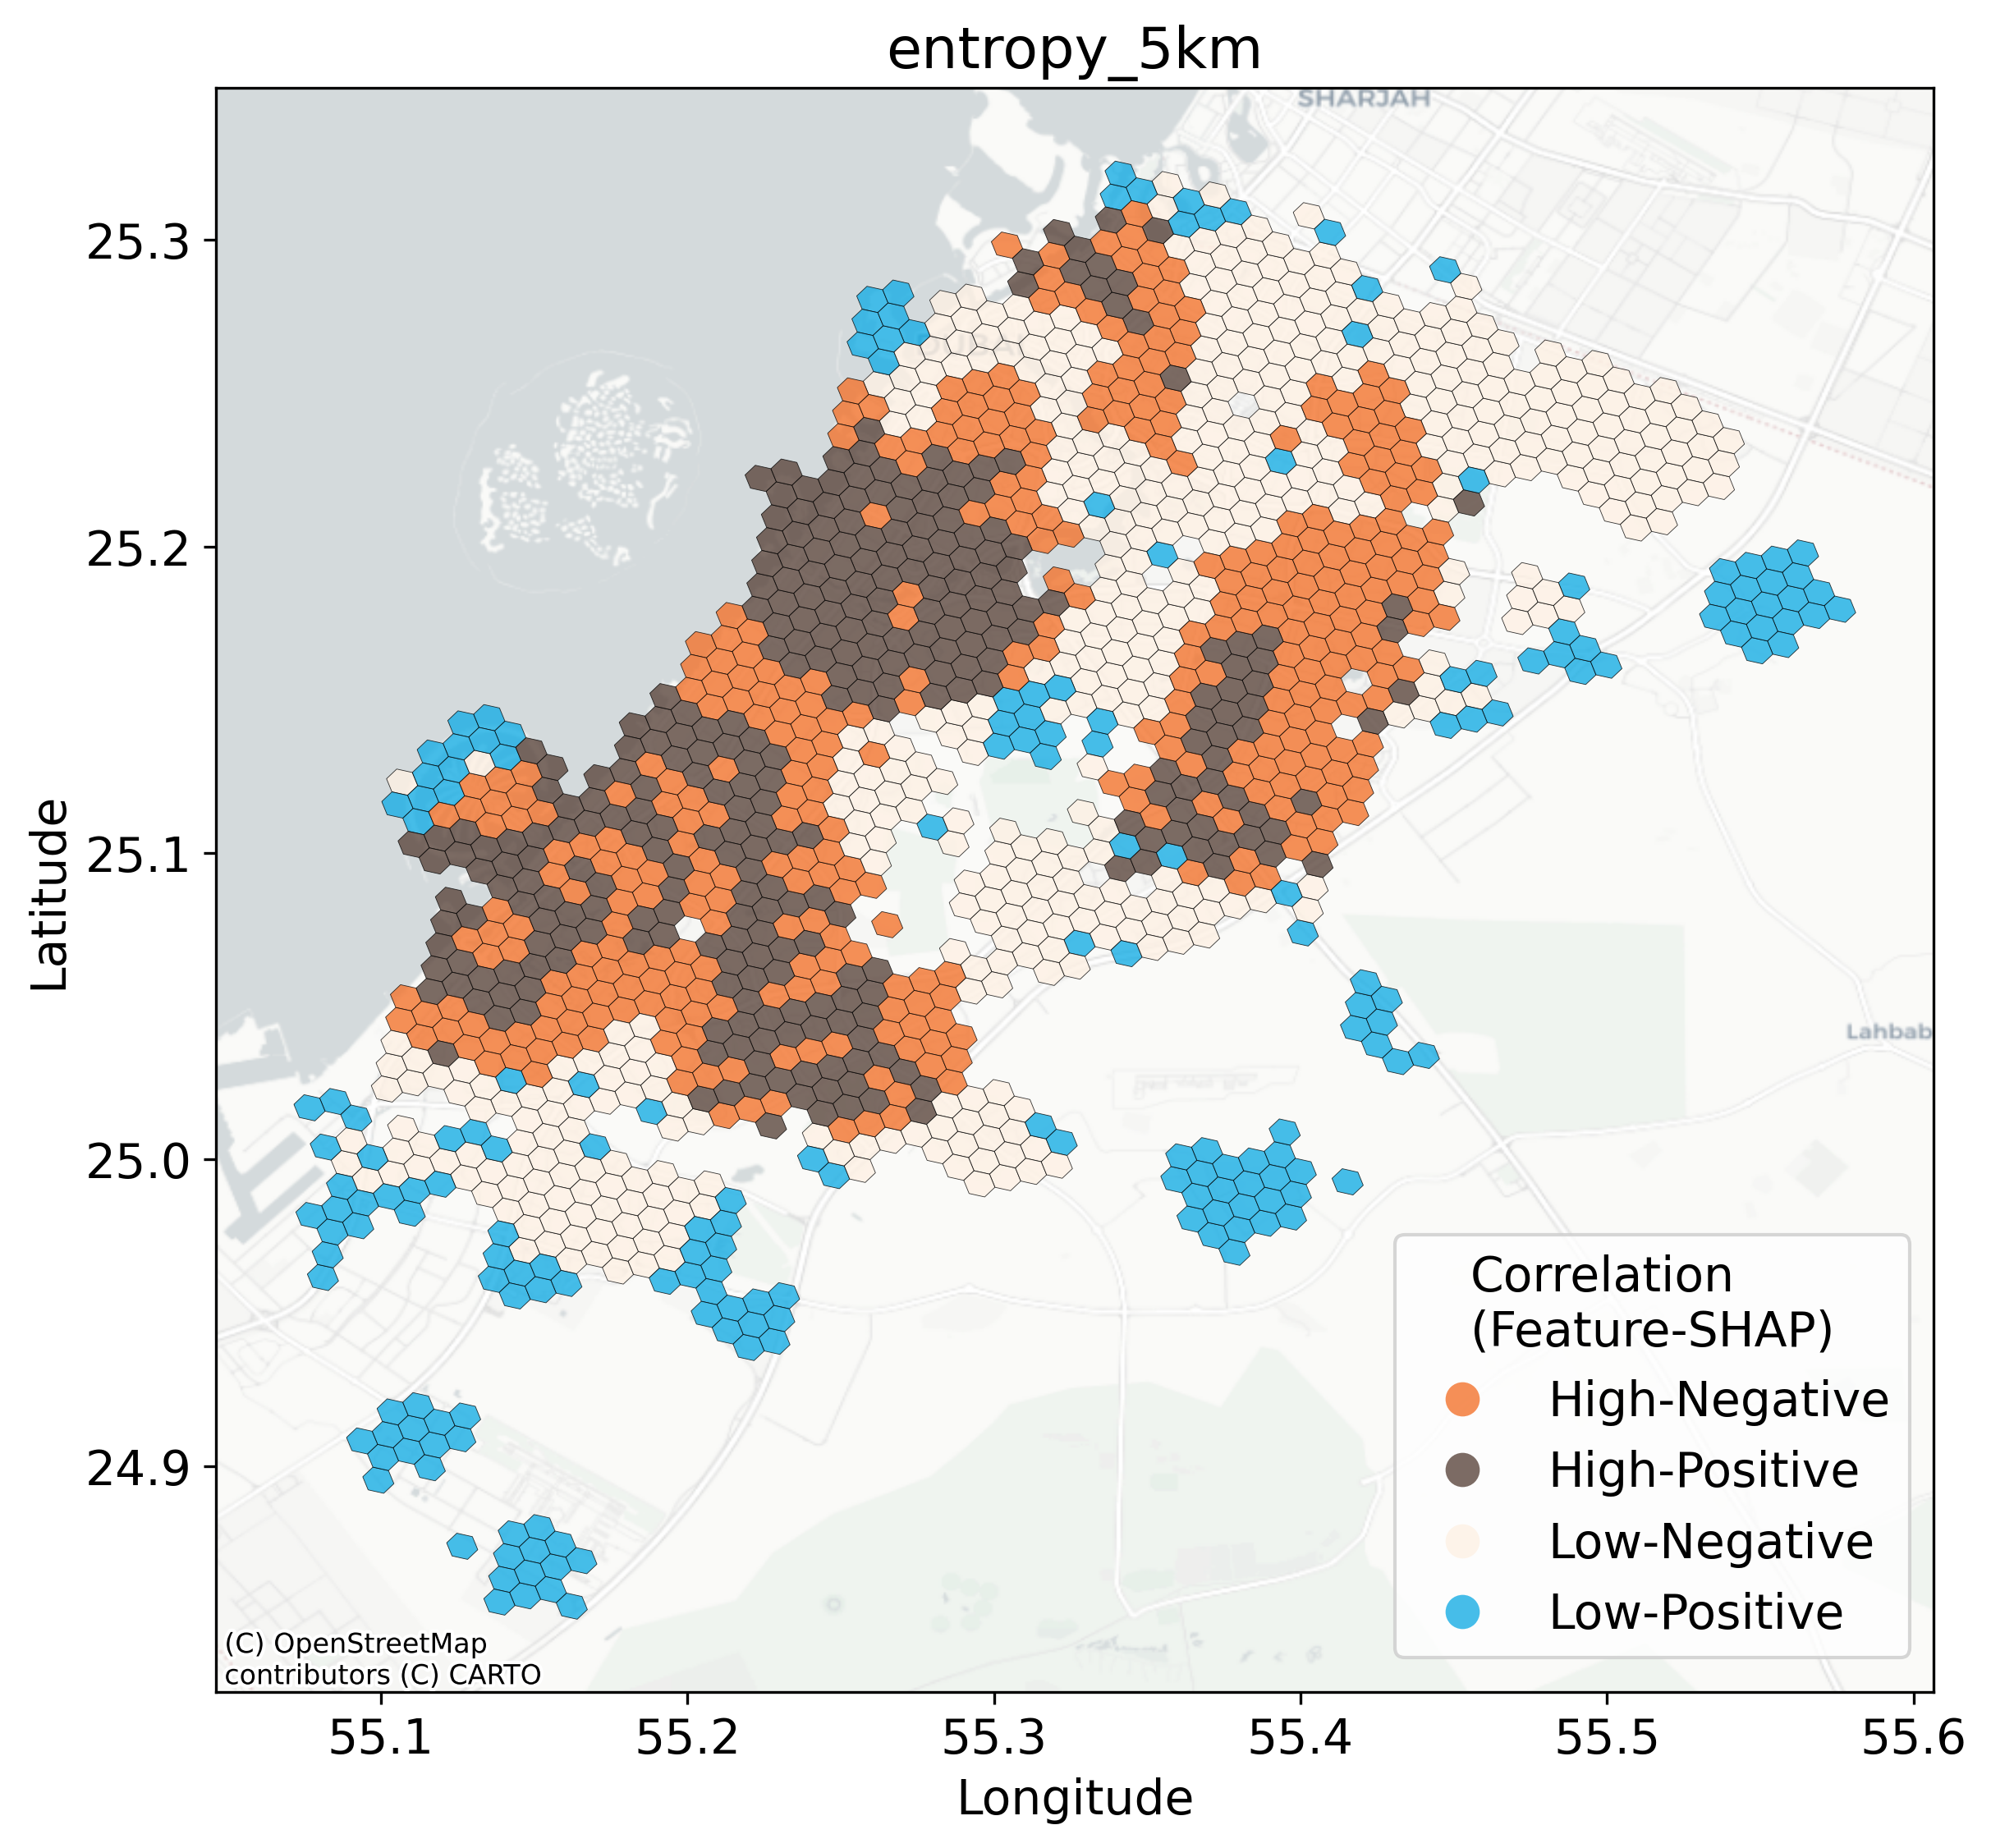 entropy_5km
SHARJAH
DUBAI
Lahbab
25.3
25.2
25.1
25.0
24.9
Latitude
55.1
55.2
55.3
55.4
55.5
55.6
Longitude
Correlation
(Feature-SHAP)
High-Negative
High-Positive
Low-Negative
Low-Positive
(C) OpenStreetMap
contributors (C) CARTO